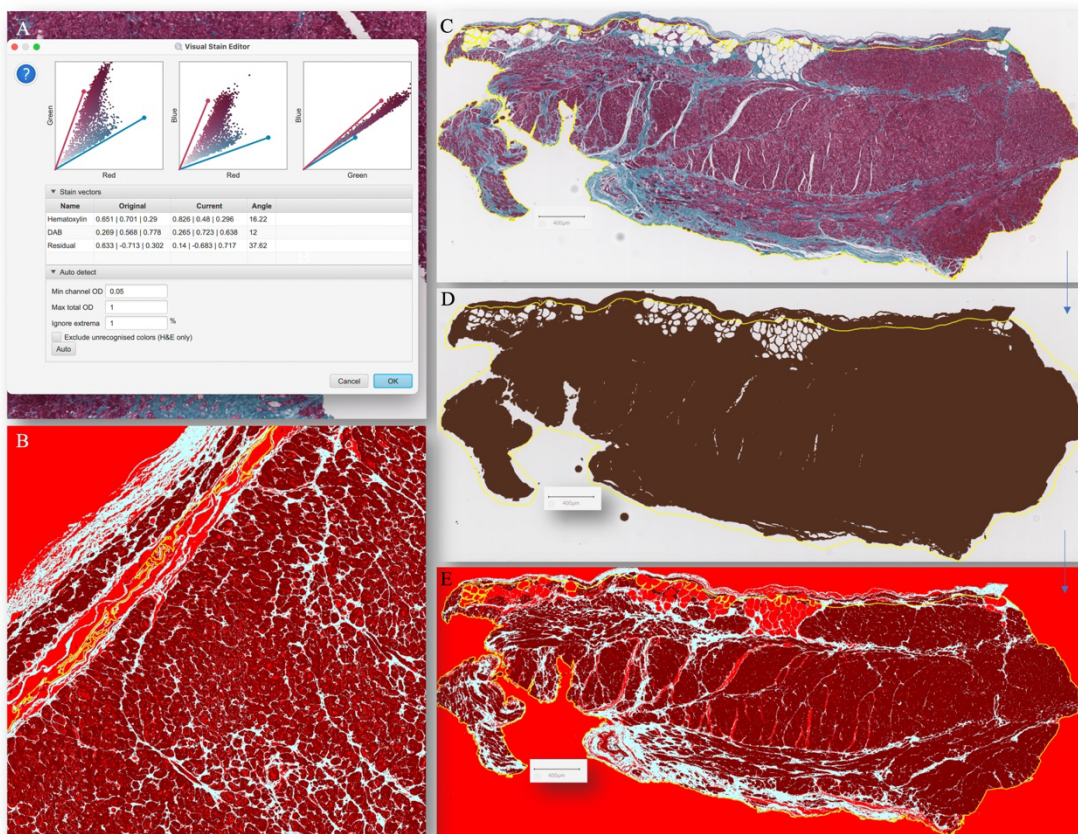 A
Visual Stain Editor
?
Green
Red
Blue
Red
Blue
Green
Stain vectors
Name Original Current Angle
Hematoxylin 0.651 | 0.701 | 0.29 0.826 | 0.48 | 0.296 16.22
DAB 0.269 | 0.568 | 0.778 0.265 | 0.723 | 0.638 12
Residual 0.633 | -0.713 | 0.302 0.14 | -0.683 | 0.717 37.62
Auto detect
Min channel OD 0.05
Max total OD 1
Ignore extrema 1 %
Exclude unrecognised colors (H&E only)
Auto
Cancel OK
B
C
400μm
D
400μm
E
400μm